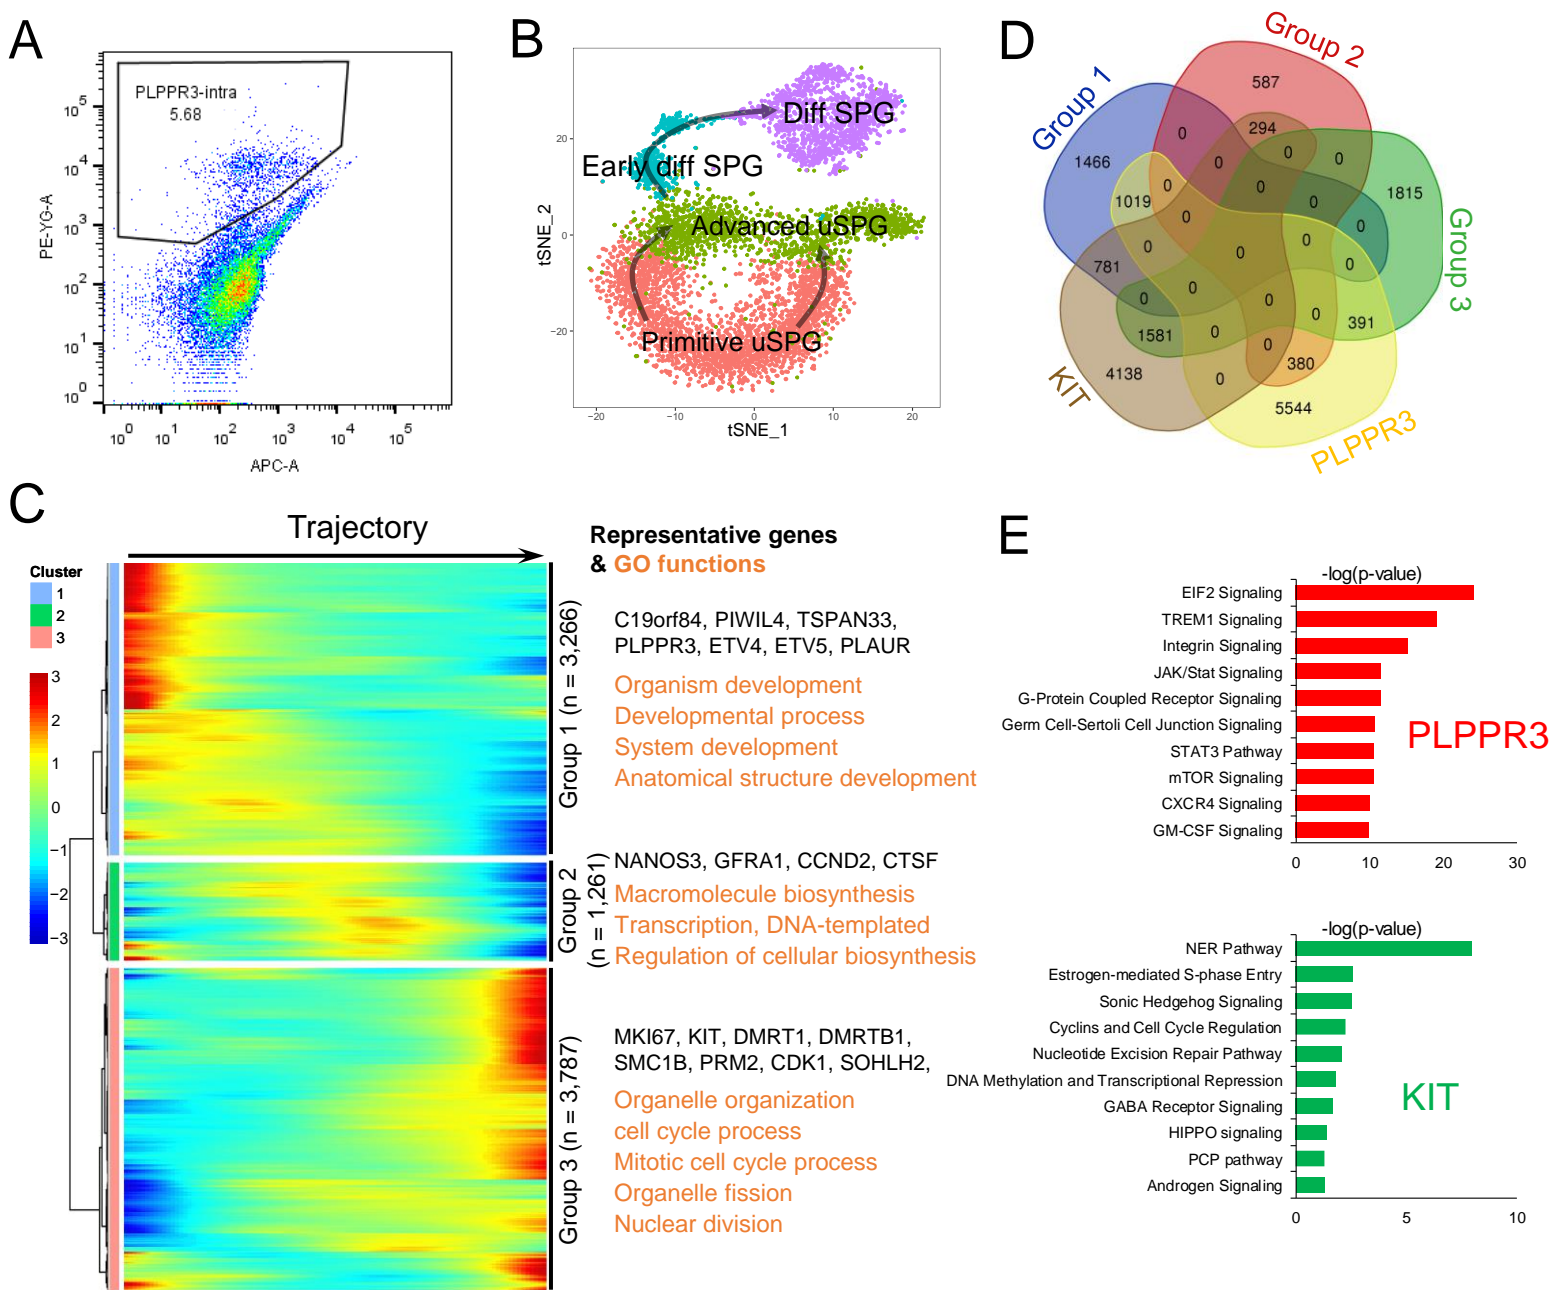 A
PLPPR3-intra
5.68
10^5
10^4
10^3
10^2
10^1
10^0
PE-YG-A
10^0 10^1 10^2 10^3 10^4 10^5
APC-A
B
Diff SPG
Early diff SPG
Advanced uSPG
Primitive uSPG
20
0
−20
tSNE_2
−20 −10 0 10 20
tSNE_1
D
Group 1
Group 2
Group 3
KIT
PLPPR3
587
294
0
0
0
0
1466
0
0
1815
1019
0
0
0
0
0
0
0
781
0
0
0
0
0
391
1581
0
0
380
4138
0
5544
C
Trajectory
Cluster
1
2
3
3
2
1
0
−1
−2
−3
Group 1 (n = 3,266)
Group 2
(n = 1,261)
Group 3 (n = 3,787)
Representative genes
& GO functions
C19orf84, PIWIL4, TSPAN33,
PLPPR3, ETV4, ETV5, PLAUR
Organism development
Developmental process
System development
Anatomical structure development
NANOS3, GFRA1, CCND2, CTSF
Macromolecule biosynthesis
Transcription, DNA-templated
Regulation of cellular biosynthesis
MKI67, KIT, DMRT1, DMRTB1,
SMC1B, PRM2, CDK1, SOHLH2,
Organelle organization
cell cycle process
Mitotic cell cycle process
Organelle fission
Nuclear division
E
-log(p-value)
EIF2 Signaling
TREM1 Signaling
Integrin Signaling
JAK/Stat Signaling
G-Protein Coupled Receptor Signaling
Germ Cell-Sertoli Cell Junction Signaling
STAT3 Pathway
mTOR Signaling
CXCR4 Signaling
GM-CSF Signaling
0 10 20 30
PLPPR3
-log(p-value)
NER Pathway
Estrogen-mediated S-phase Entry
Sonic Hedgehog Signaling
Cyclins and Cell Cycle Regulation
Nucleotide Excision Repair Pathway
DNA Methylation and Transcriptional Repression
GABA Receptor Signaling
HIPPO signaling
PCP pathway
Androgen Signaling
0 5 10
KIT